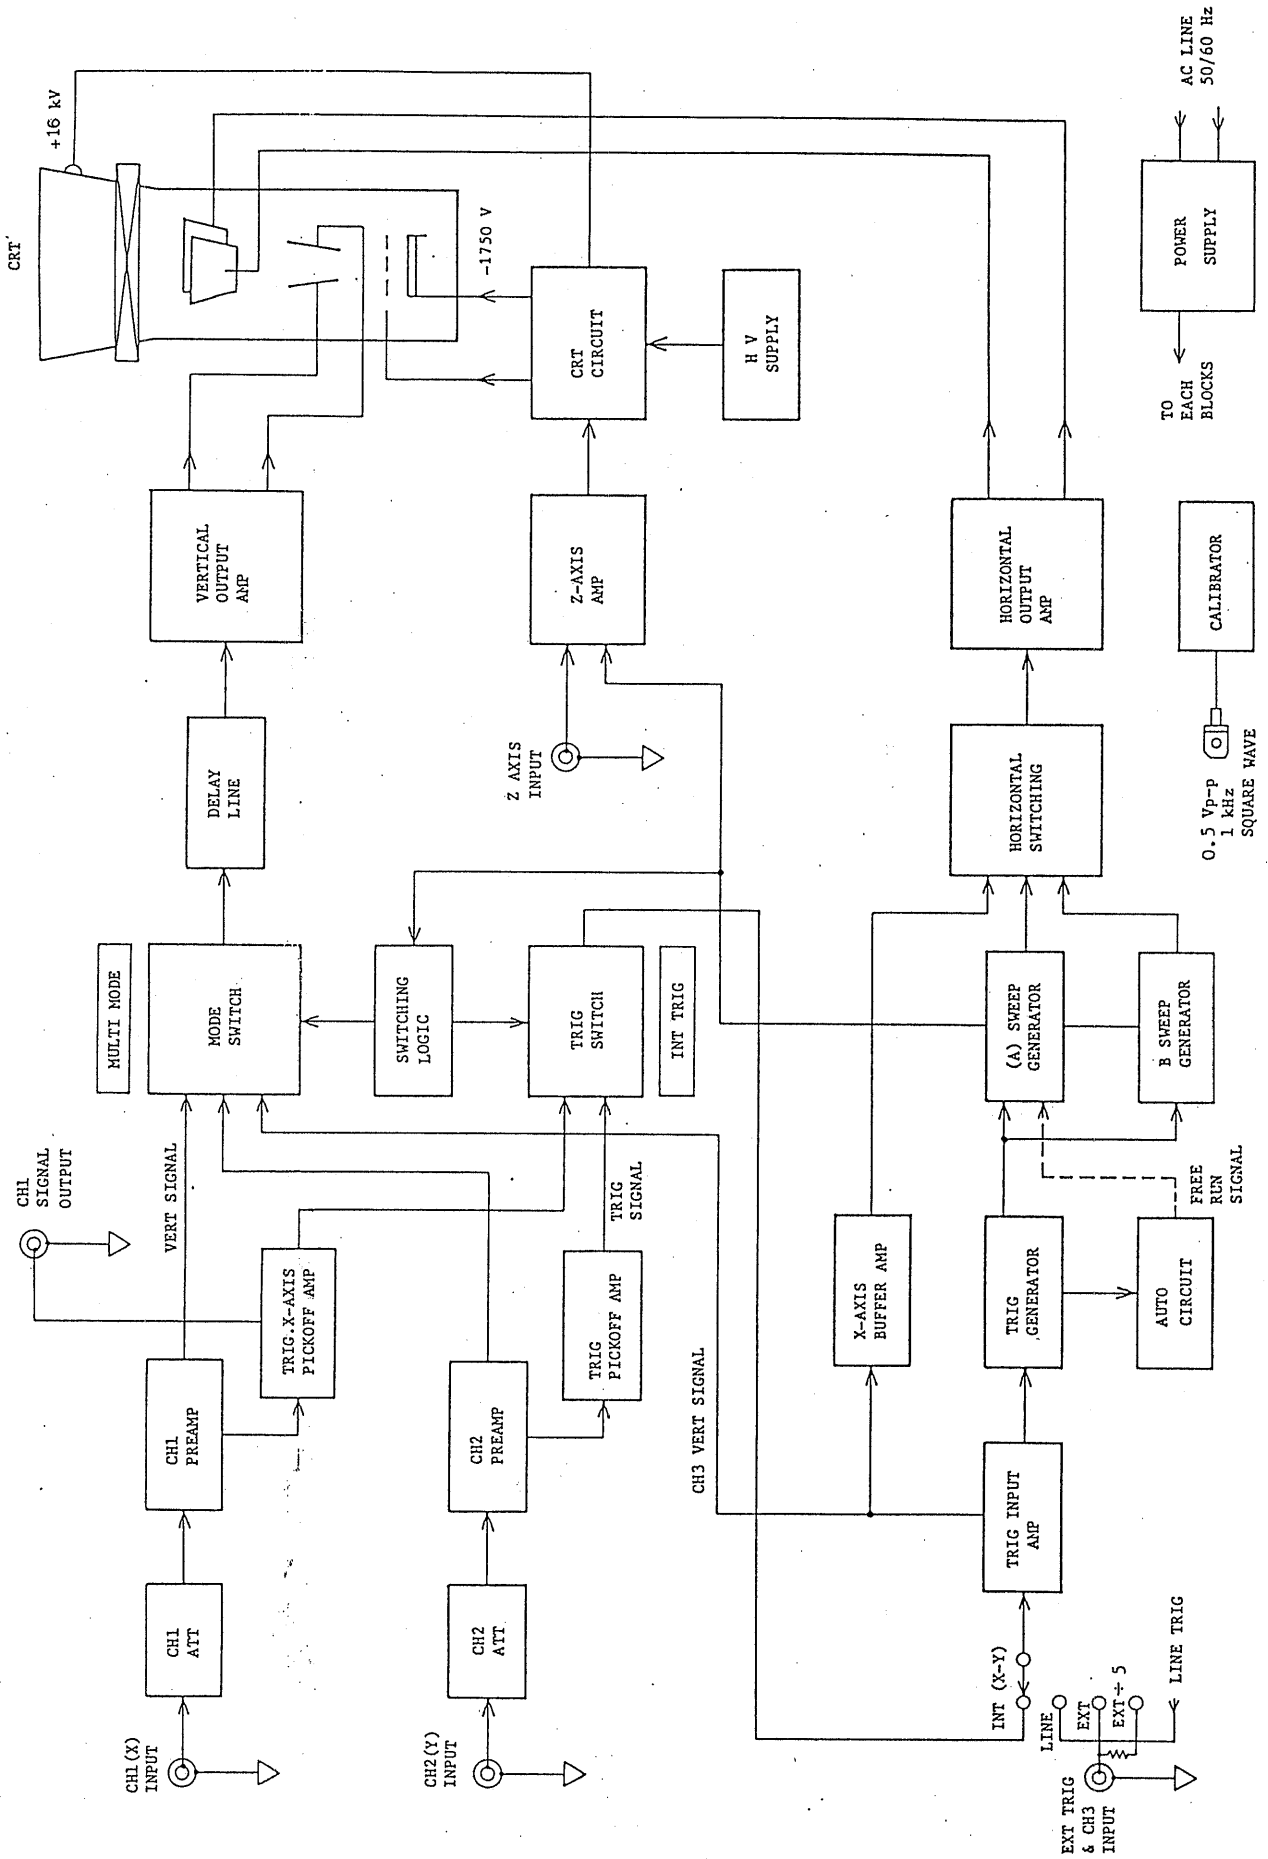 CH1(X)
INPUT
CH1
ATT
CH1
PREAMP
CH1
SIGNAL
OUTPUT
VERT SIGNAL
TRIG.X-AXIS
PICKOFF AMP
MULTI MODE
MODE
SWITCH
DELAY
LINE
VERTICAL
OUTPUT
AMP
CRT
+16 kV
CH2(Y)
INPUT
CH2
ATT
CH2
PREAMP
TRIG
PICKOFF AMP
TRIG
SIGNAL
SWITCHING
LOGIC
TRIG
SWITCH
INT TRIG
Z AXIS
INPUT
Z-AXIS
AMP
CRT
CIRCUIT
-1750 V
H V
SUPPLY
CH3 VERT SIGNAL
X-AXIS
BUFFER AMP
INT (X-Y)
LINE
EXT
EXT÷ 5
LINE TRIG
EXT TRIG
& CH3
INPUT
TRIG INPUT
AMP
TRIG
GENERATOR
AUTO
CIRCUIT
FREE
RUN
SIGNAL
(A) SWEEP
GENERATOR
B SWEEP
GENERATOR
HORIZONTAL
SWITCHING
HORIZONTAL
OUTPUT
AMP
0.5 Vp-p
1 kHz
SQUARE WAVE
CALIBRATOR
TO
EACH
BLOCKS
POWER
SUPPLY
AC LINE
50/60 Hz